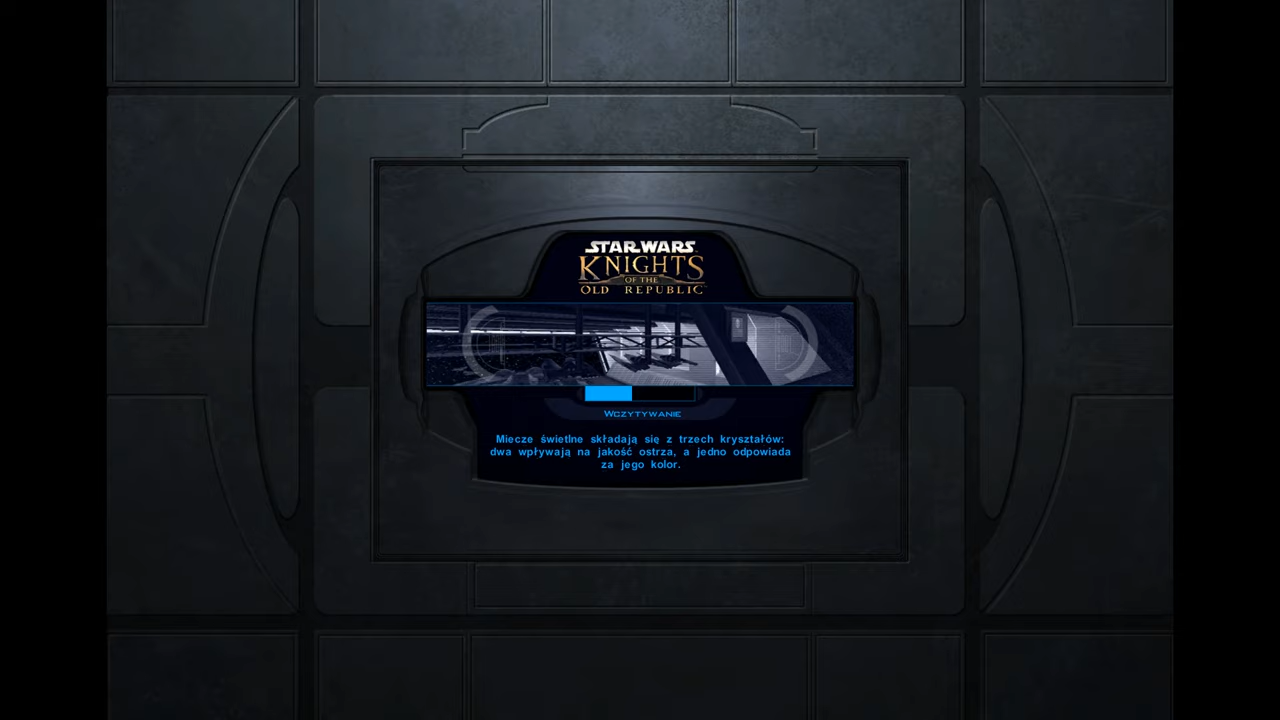 STAR WARS
KNIGHTS
OF THE
OLD REPUBLIC
WCZYTYWANIE
Miecze świetlne składają się z trzech kryształów:
dwa wpływają na jakość ostrza, a jedno odpowiada
za jego kolor.